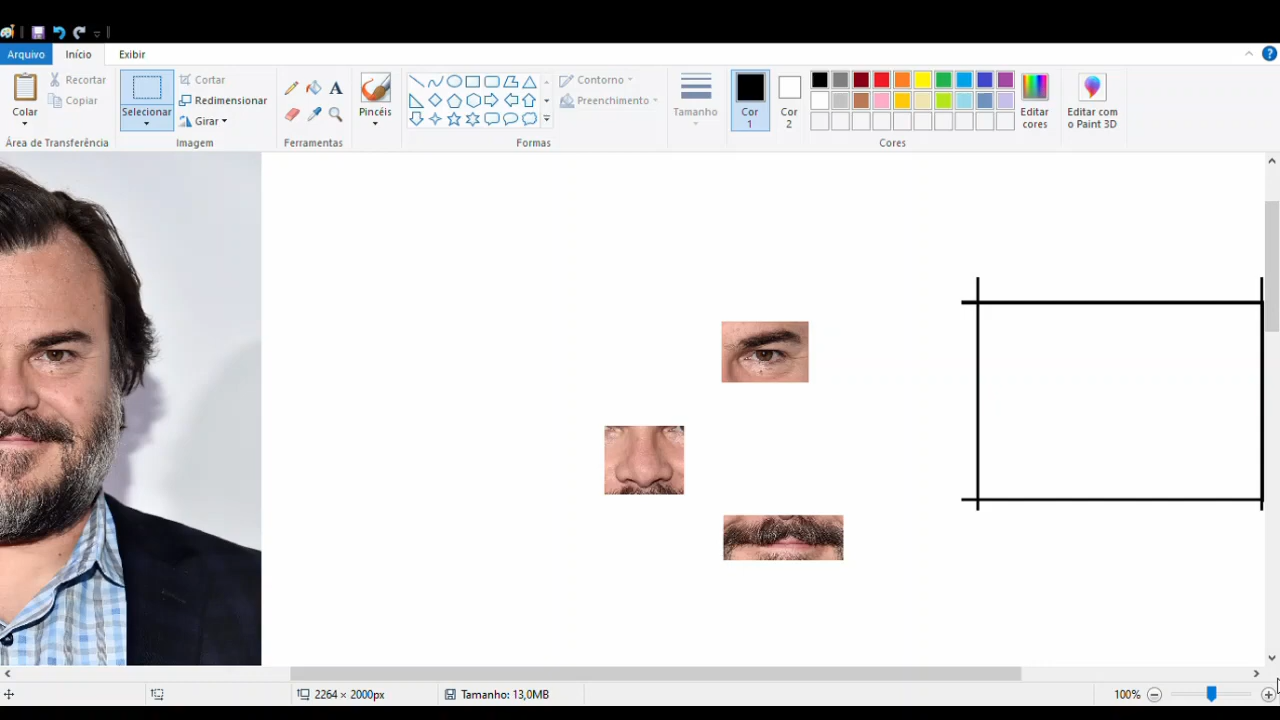 Arquivo Início Exibir
Colar Recortar Copiar
Área de Transferência
Selecionar Cortar Redimensionar Girar
Imagem
Ferramentas
Pincéis
Contorno Preenchimento
Formas
Tamanho
Cor 1
Cor 2
Editar cores
Cores
Editar com o Paint 3D
2264 × 2000px
Tamanho: 13,0MB
100%